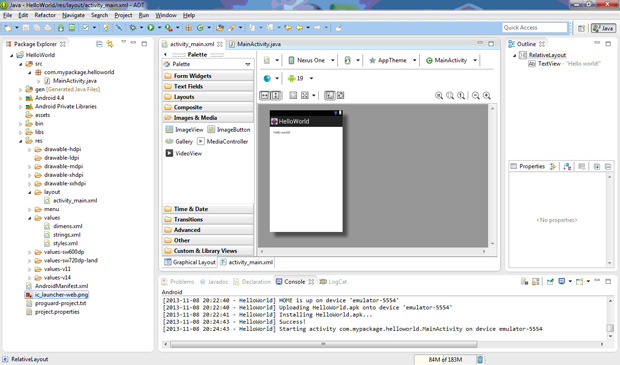 Java - HelloWorld/res/layout/activity_main.xml - ADT
File Edit Refactor Navigate Search Project Run Window Help
Quick Access
Java
Package Explorer
HelloWorld
src
com.mypackage.helloworld
MainActivity.java
gen [Generated Java Files]
Android 4.4
Android Private Libraries
assets
bin
libs
res
drawable-hdpi
drawable-ldpi
drawable-mdpi
drawable-xhdpi
drawable-xxhdpi
layout
activity_main.xml
menu
values
dimens.xml
strings.xml
styles.xml
values-sw600dp
values-sw720dp-land
values-v11
values-v14
AndroidManifest.xml
ic_launcher-web.png
proguard-project.txt
project.properties
activity_main.xml
MainActivity.java
Palette
Palette
Form Widgets
Text Fields
Layouts
Composite
Images & Media
ImageView ImageButton
Gallery MediaController
VideoView
Time & Date
Transitions
Advanced
Other
Custom & Library Views
Graphical Layout activity_main.xml
Nexus One AppTheme MainActivity
19
HelloWorld
Hello world!
Outline
RelativeLayout
TextView - "Hello world!"
Properties
<No properties>
Problems Javadoc Declaration Console LogCat
Android
[2013-11-08 20:22:40 - HelloWorld] HOME is up on device 'emulator-5554'
[2013-11-08 20:22:40 - HelloWorld] Uploading HelloWorld.apk onto device 'emulator-5554'
[2013-11-08 20:22:41 - HelloWorld] Installing HelloWorld.apk...
[2013-11-08 20:24:43 - HelloWorld] Success!
[2013-11-08 20:24:43 - HelloWorld] Starting activity com.mypackage.helloworld.MainActivity on device emulator-5554
RelativeLayout
84M of 183M